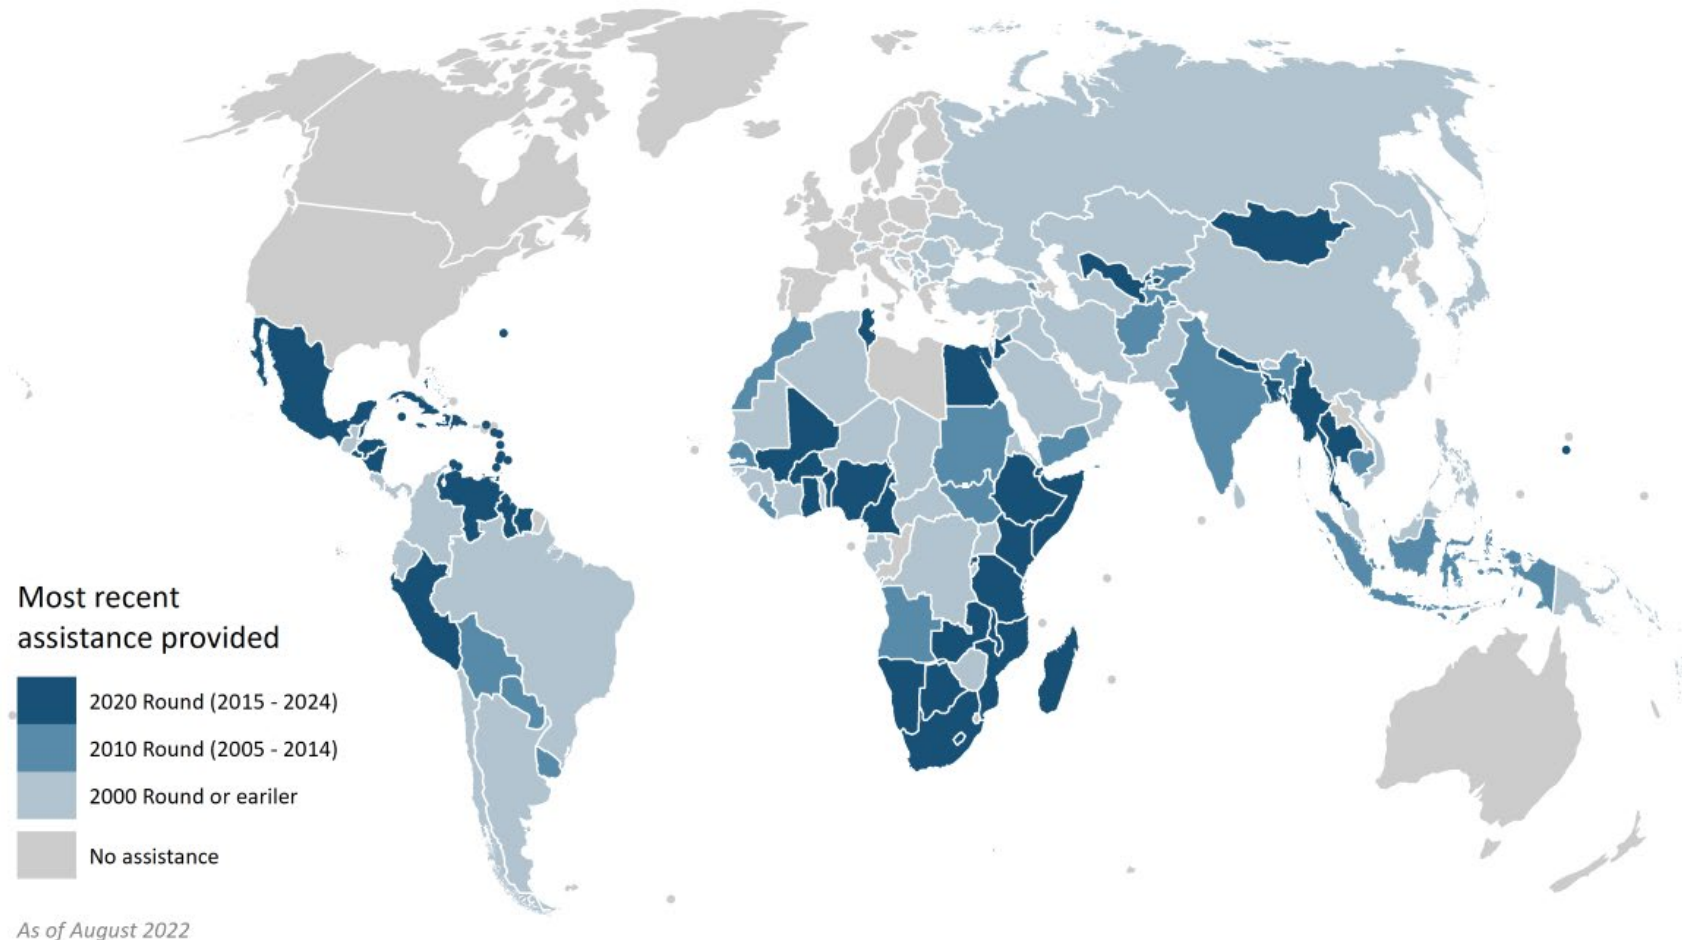 Most recent
assistance provided
2020 Round (2015 - 2024)
2010 Round (2005 - 2014)
2000 Round or eariler
No assistance
As of August 2022